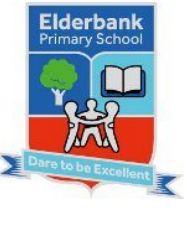 Elderbank
Primary School
Dare to be Excellent